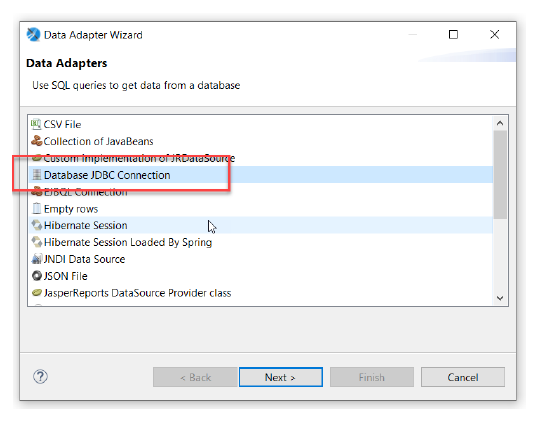 Data Adapter Wizard
Data Adapters
Use SQL queries to get data from a database
CSV File
Collection of JavaBeans
Custom Implementation of JRDataSource
Database JDBC Connection
EJBQL Connection
Empty rows
Hibernate Session
Hibernate Session Loaded By Spring
JNDI Data Source
JSON File
JasperReports DataSource Provider class
? < Back Next > Finish Cancel